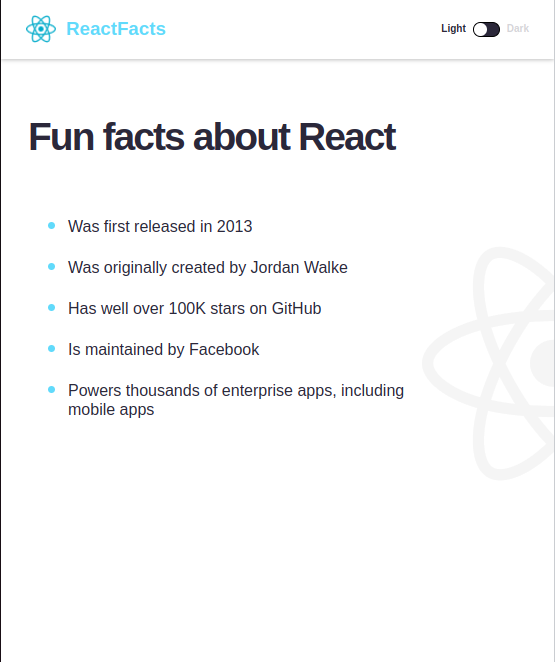 ReactFacts
Light Dark
Fun facts about React
Was first released in 2013
Was originally created by Jordan Walke
Has well over 100K stars on GitHub
Is maintained by Facebook
Powers thousands of enterprise apps, including
mobile apps